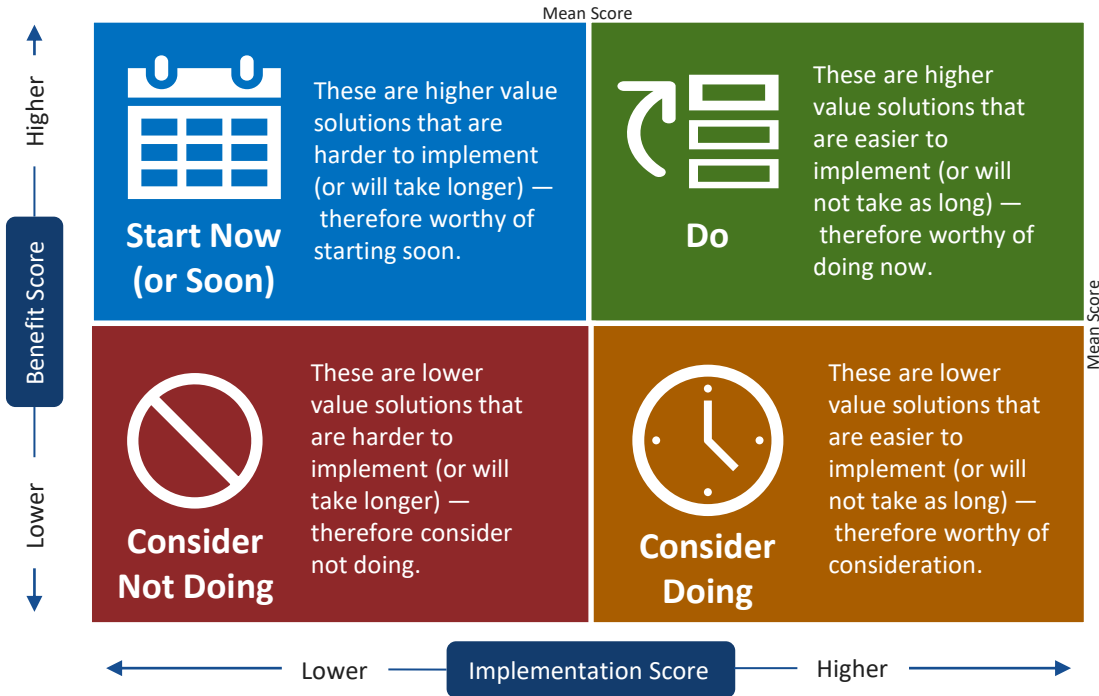 Mean Score
Higher
Benefit Score
Lower
Start Now
(or Soon)
These are higher value
solutions that are
harder to implement
(or will take longer) —
therefore worthy of
starting soon.
Do
These are higher
value solutions that
are easier to
implement (or will
not take as long) —
therefore worthy of
doing now.
Mean Score
Consider
Not Doing
These are lower
value solutions that
are harder to
implement (or will
take longer) —
therefore consider
not doing.
Consider
Doing
These are lower
value solutions that
are easier to
implement (or will
not take as long) —
therefore worthy of
consideration.
Lower
Implementation Score
Higher